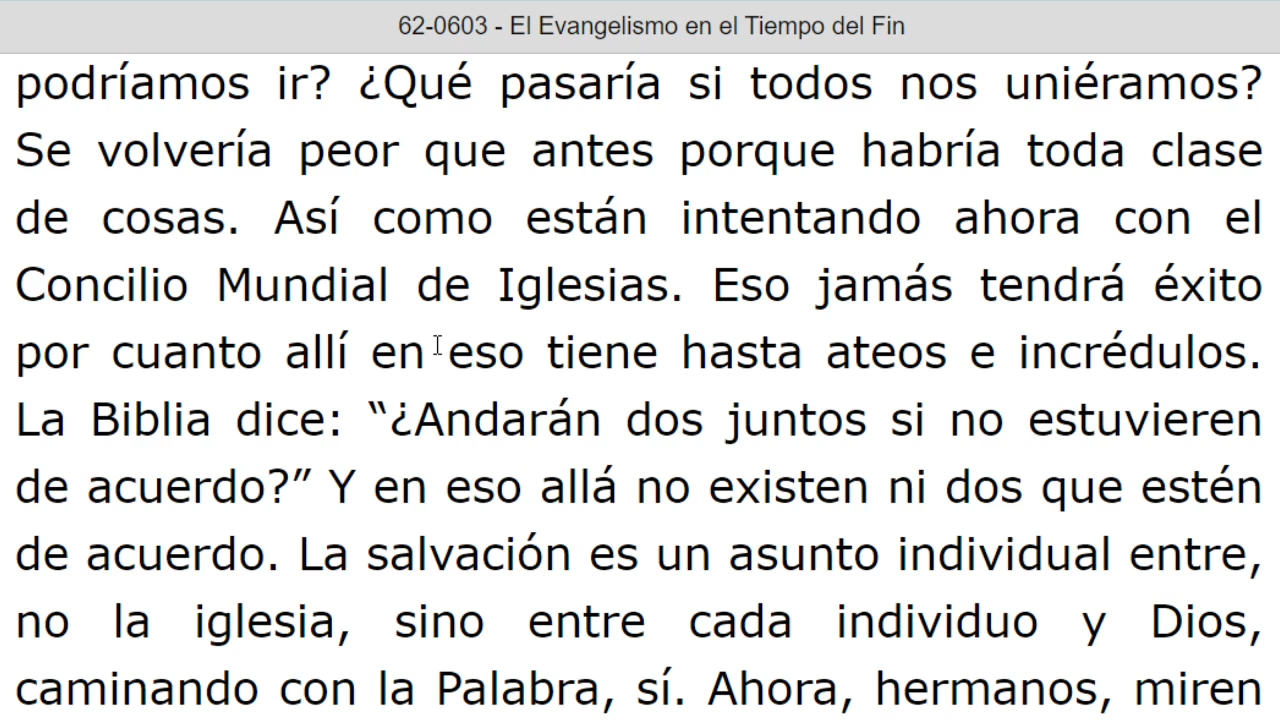 62-0603 - El Evangelismo en el Tiempo del Fin
podríamos ir? ¿Qué pasaría si todos nos uniéramos?
Se volvería peor que antes porque habría toda clase
de cosas. Así como están intentando ahora con el
Concilio Mundial de Iglesias. Eso jamás tendrá éxito
por cuanto allí en eso tiene hasta ateos e incrédulos.
La Biblia dice: “¿Andarán dos juntos si no estuvieren
de acuerdo?” Y en eso allá no existen ni dos que estén
de acuerdo. La salvación es un asunto individual entre,
no la iglesia, sino entre cada individuo y Dios,
caminando con la Palabra, sí. Ahora, hermanos, miren